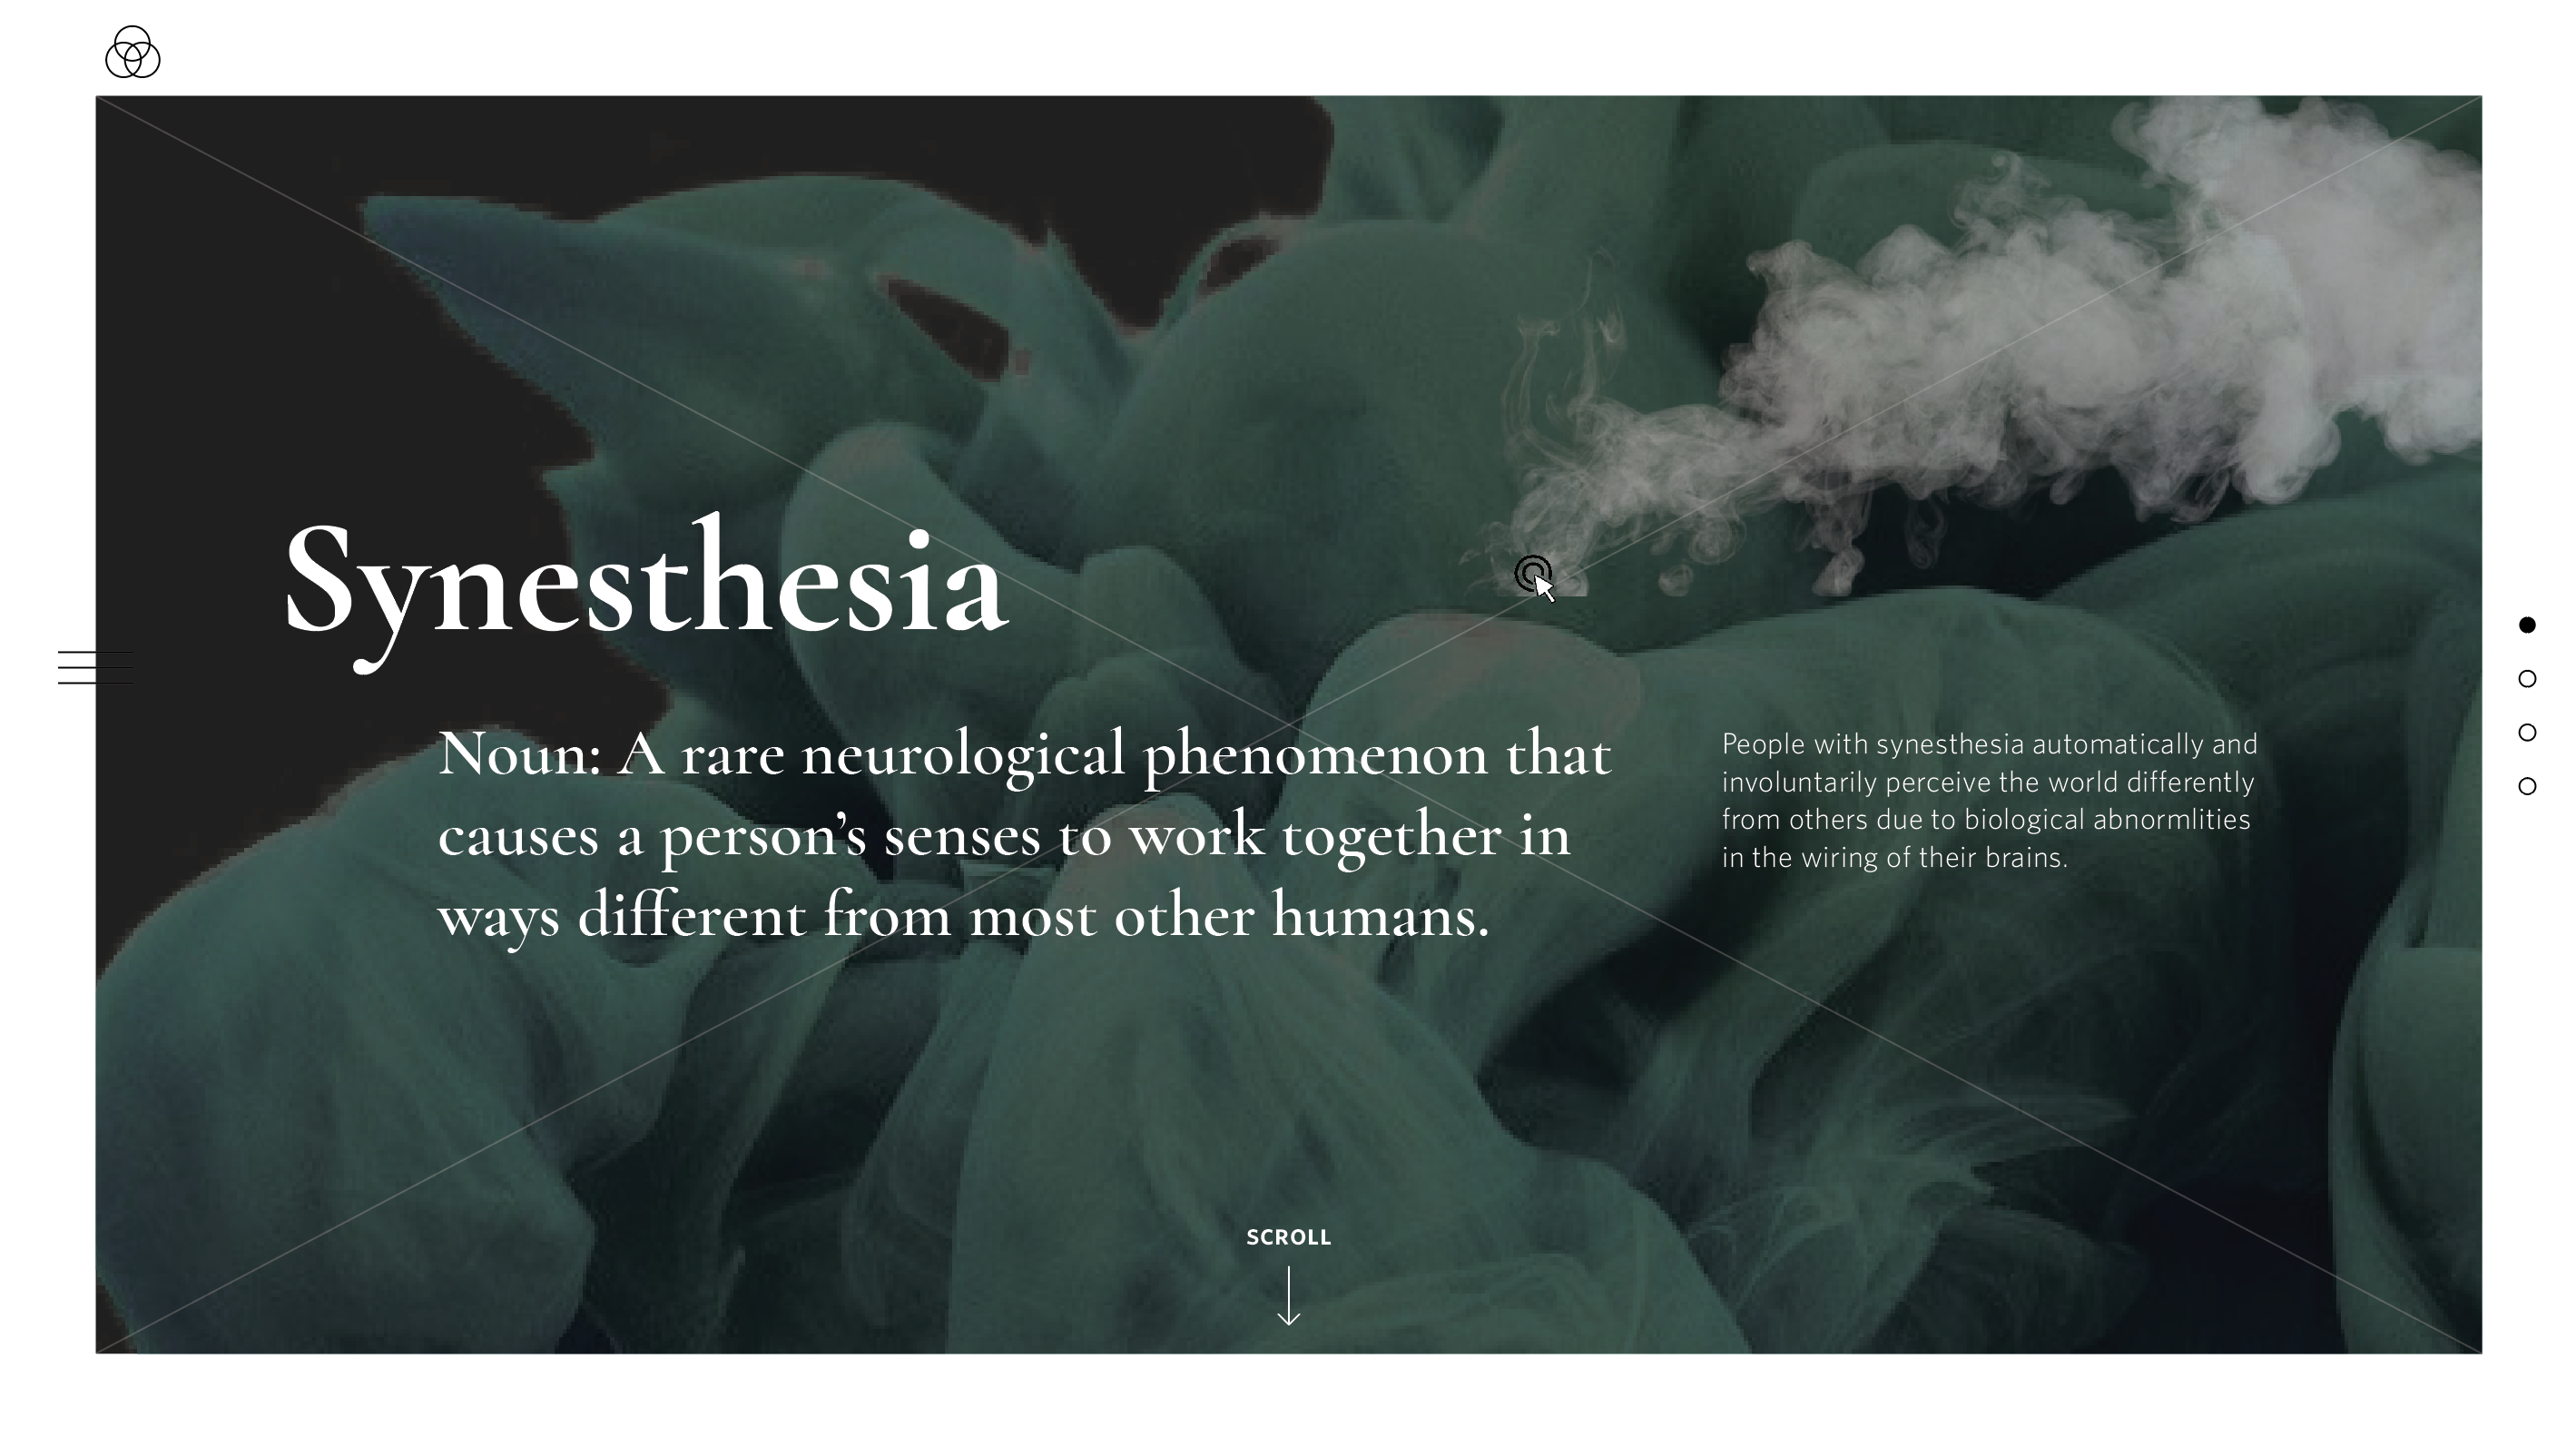 Synesthesia
Noun: A rare neurological phenomenon that
causes a person’s senses to work together in
ways different from most other humans.
People with synesthesia automatically and
involuntarily perceive the world differently
from others due to biological abnormlities
in the wiring of their brains.
SCROLL